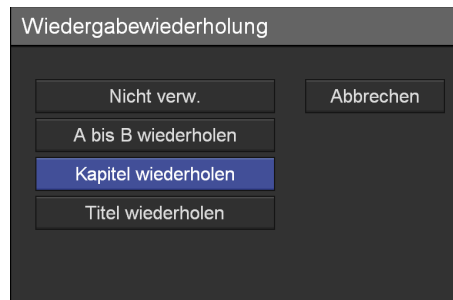 Wiedergabewiederholung
Nicht verw.
Abbrechen
A bis B wiederholen
Kapitel wiederholen
Titel wiederholen